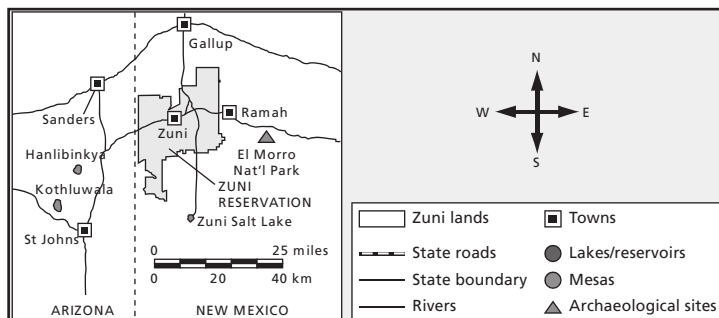 Gallup
Sanders
Ramah
Zuni
Hanlibinkya
El Morro
Nat'l Park
Kothluwala
ZUNI
RESERVATION
St Johns
Zuni Salt Lake
0 25 miles
0 20 40 km
ARIZONA NEW MEXICO
N
W E
S
Zuni lands
Towns
State roads
Lakes/reservoirs
State boundary
Mesas
Rivers
Archaeological sites